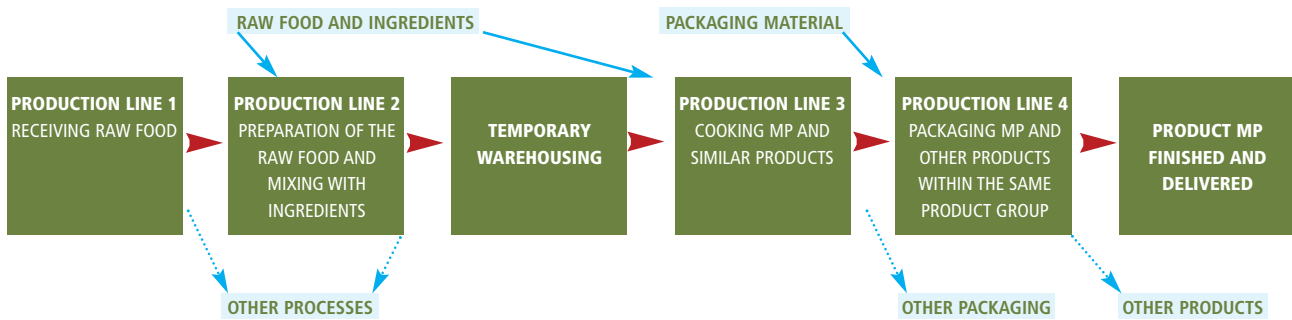 RAW FOOD AND INGREDIENTS
PACKAGING MATERIAL
PRODUCTION LINE 1
RECEIVING RAW FOOD
PRODUCTION LINE 2
PREPARATION OF THE
RAW FOOD AND
MIXING WITH
INGREDIENTS
TEMPORARY
WAREHOUSING
PRODUCTION LINE 3
COOKING MP AND
SIMILAR PRODUCTS
PRODUCTION LINE 4
PACKAGING MP AND
OTHER PRODUCTS
WITHIN THE SAME
PRODUCT GROUP
PRODUCT MP
FINISHED AND
DELIVERED
OTHER PROCESSES
OTHER PACKAGING
OTHER PRODUCTS